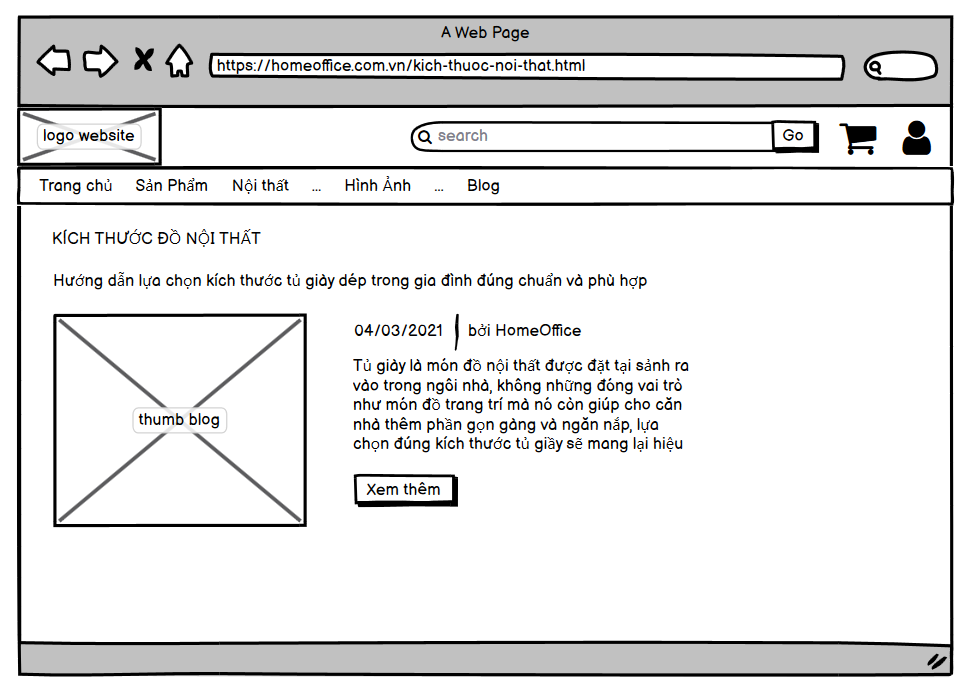 A Web Page
https://homeoffice.com.vn/kich-thuoc-noi-that.html
logo website
search
Go
Trang chủ Sản Phẩm Nội thất ... Hình Ảnh ... Blog
KÍCH THƯỚC ĐỒ NỘI THẤT
Hướng dẫn lựa chọn kích thước tủ giày dép trong gia đình đúng chuẩn và phù hợp
thumb blog
04/03/2021 bởi HomeOffice
Tủ giày là món đồ nội thất được đặt tại sảnh ra
vào trong ngôi nhà, không những đóng vai trò
như món đồ trang trí mà nó còn giúp cho căn
nhà thêm phần gọn gàng và ngăn nắp, lựa
chọn đúng kích thước tủ giầy sẽ mang lại hiệu
Xem thêm